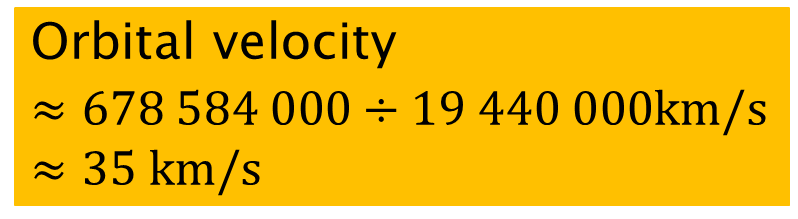 Orbital velocity
≈ 678 584 000 ÷ 19 440 000km/s
≈ 35 km/s